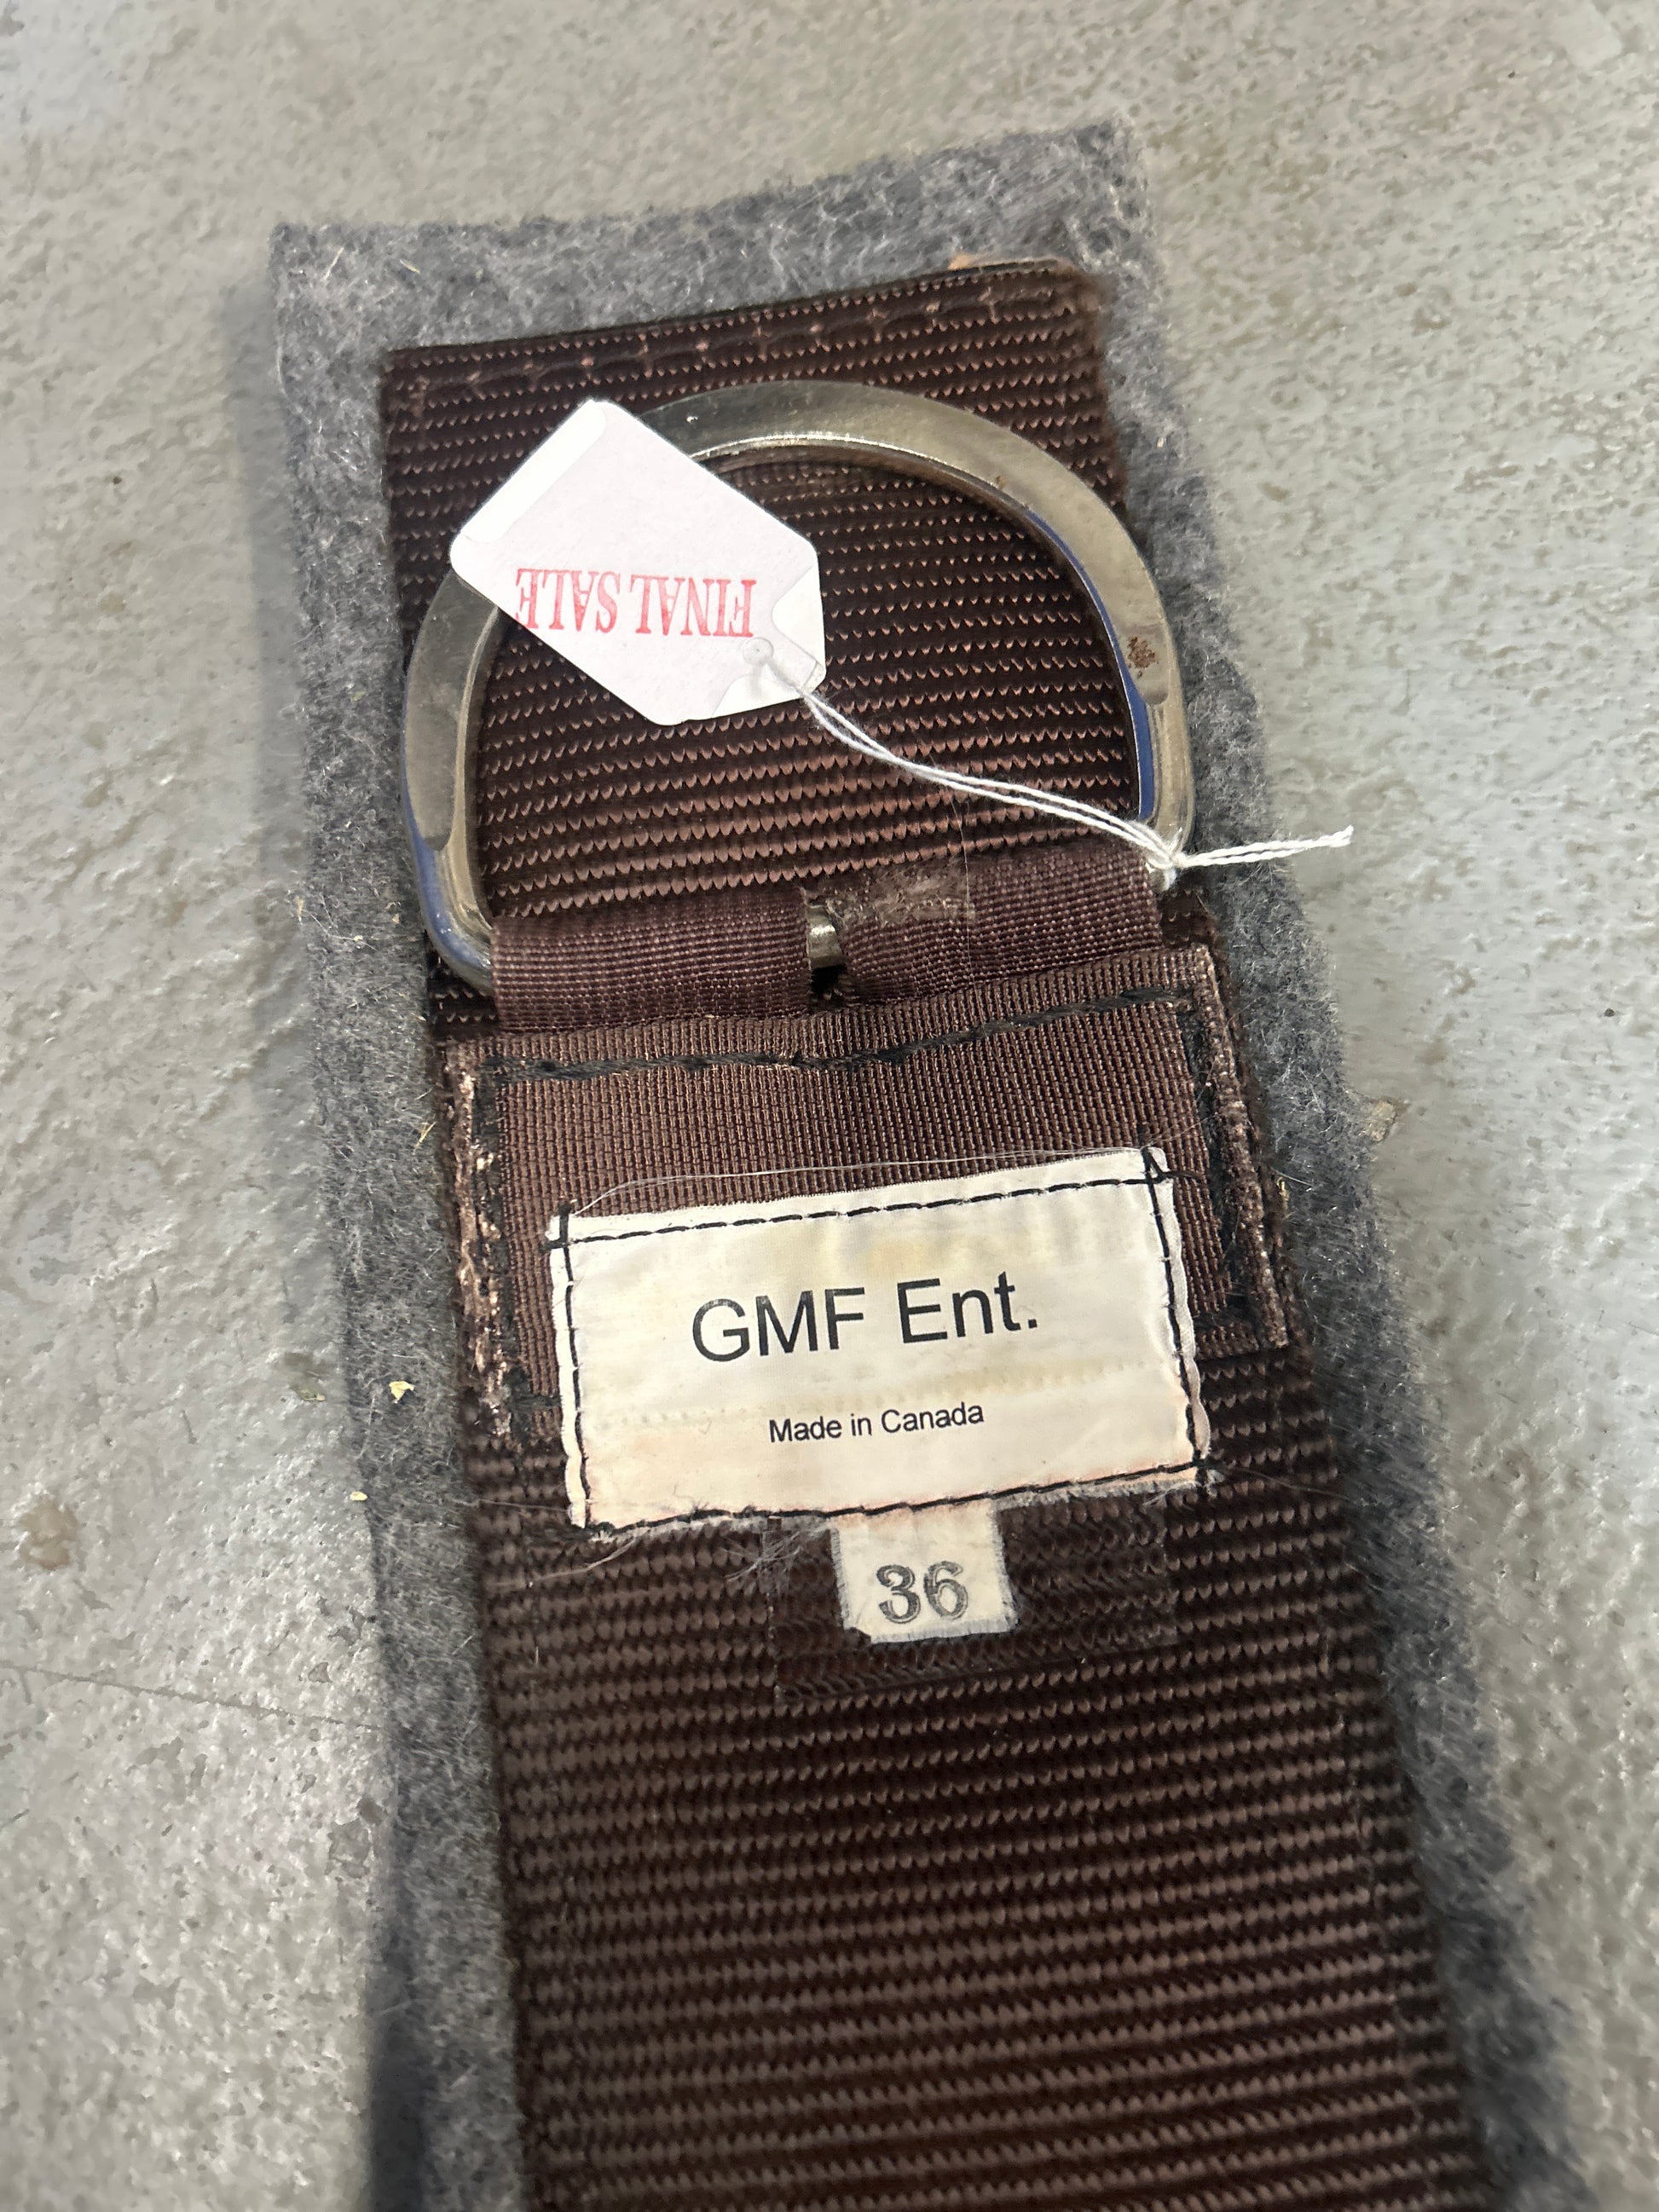 FINAL SALE
GMF Ent.
Made in Canada
36